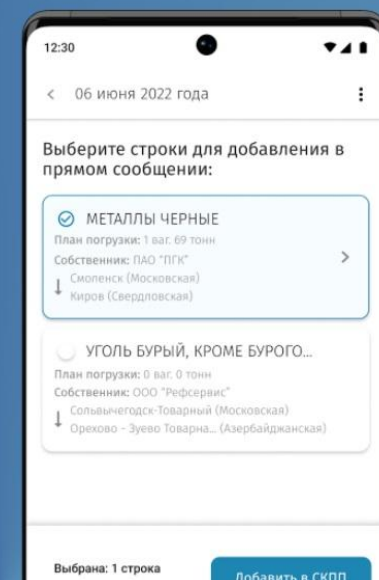 12:30
06 июня 2022 года
Выберите строки для добавления в
прямом сообщении:
МЕТАЛЛЫ ЧЕРНЫЕ
План погрузки: 1 ваг. 69 тонн
Собственник: ПАО "ПГК"
Смоленск (Московская)
Киров (Свердловская)
УГОЛЬ БУРЫЙ, КРОМЕ БУРОГО...
План погрузки: 0 ваг. 0 тонн
Собственник: ООО "Рефсервис"
Сольвычегодск-Товарный (Московская)
Орехово - Зуево Товарна... (Азербайджанская)
Выбрана: 1 строка
Добавить в СКПП